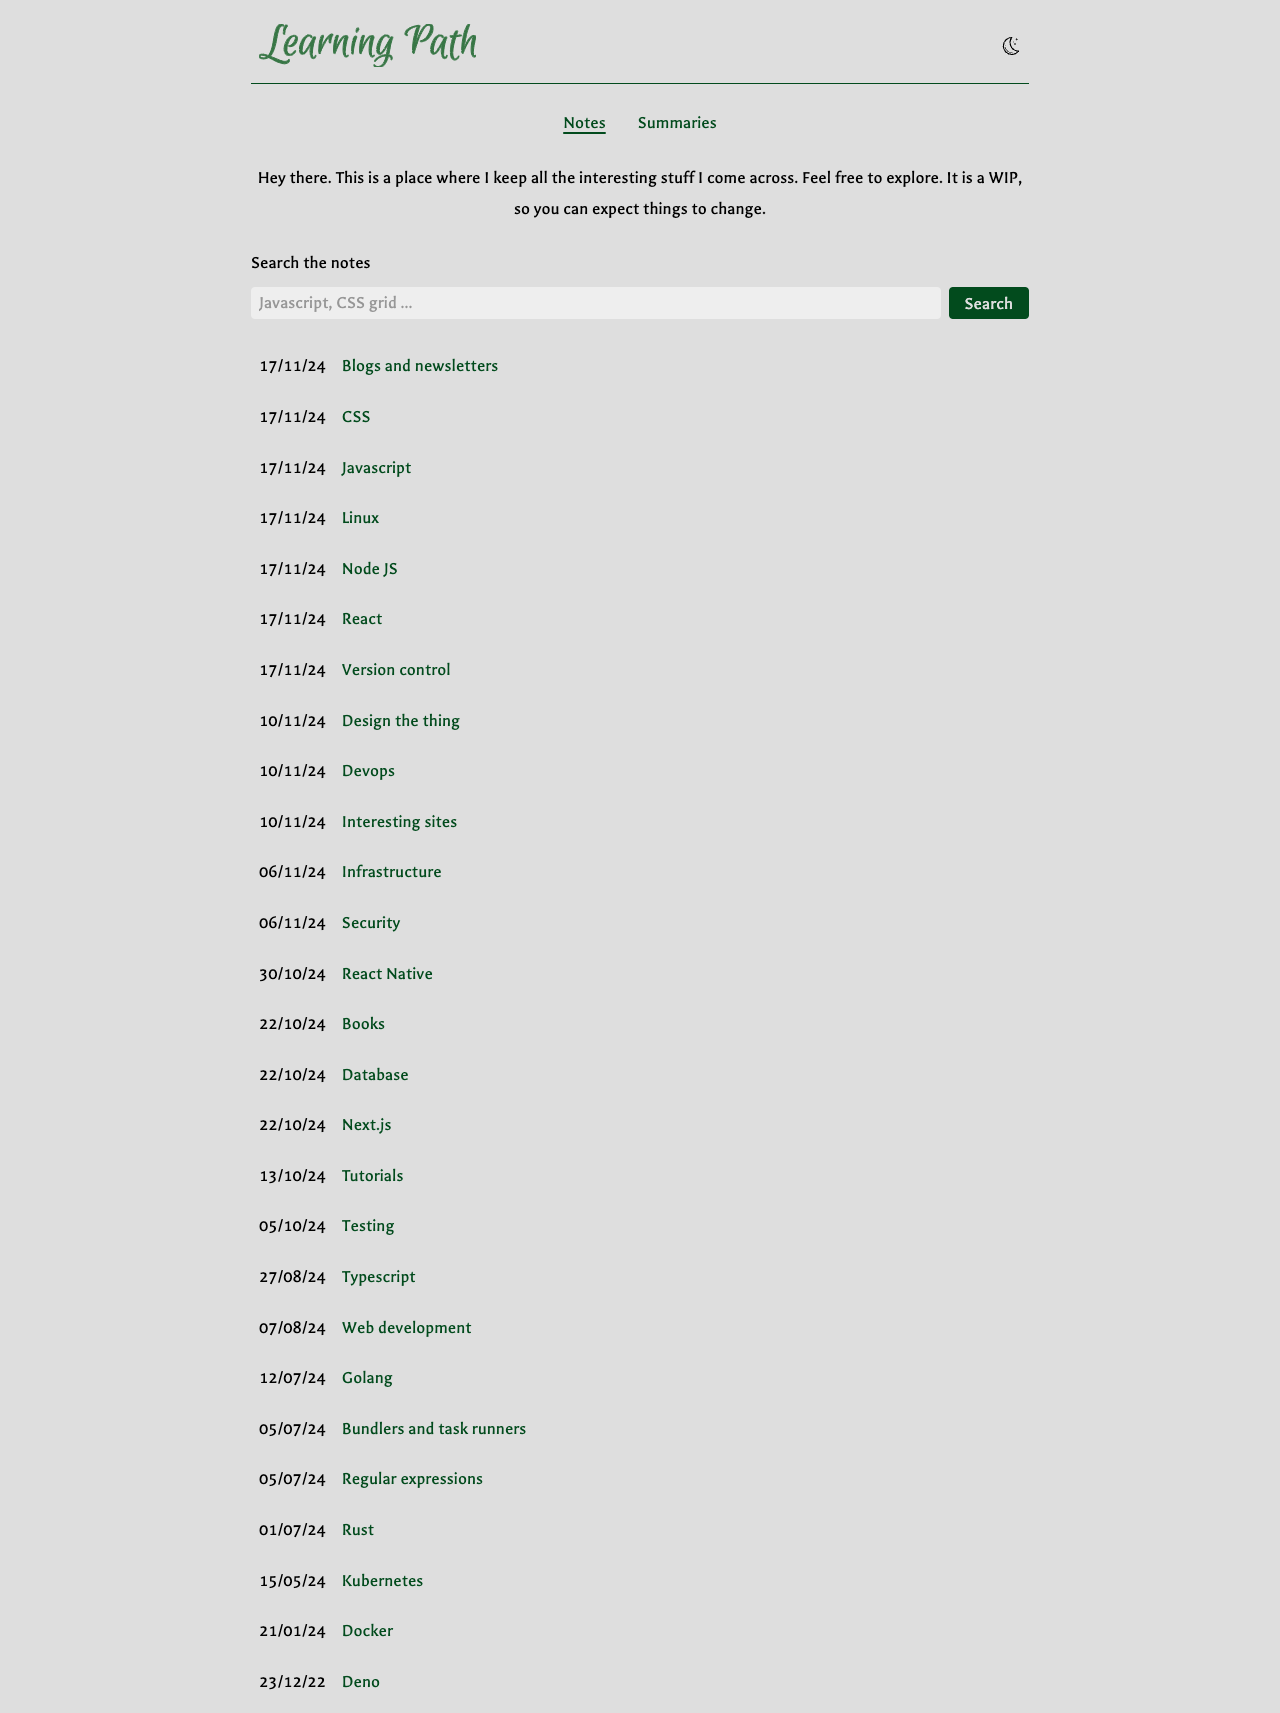 Learning Path
Notes Summaries
Hey there. This is a place where I keep all the interesting stuff I come across. Feel free to explore. It is a WIP,
so you can expect things to change.
Search the notes
Javascript, CSS grid ... Search
17/11/24 Blogs and newsletters
17/11/24 CSS
17/11/24 Javascript
17/11/24 Linux
17/11/24 Node JS
17/11/24 React
17/11/24 Version control
10/11/24 Design the thing
10/11/24 Devops
10/11/24 Interesting sites
06/11/24 Infrastructure
06/11/24 Security
30/10/24 React Native
22/10/24 Books
22/10/24 Database
22/10/24 Next.js
13/10/24 Tutorials
05/10/24 Testing
27/08/24 Typescript
07/08/24 Web development
12/07/24 Golang
05/07/24 Bundlers and task runners
05/07/24 Regular expressions
01/07/24 Rust
15/05/24 Kubernetes
21/01/24 Docker
23/12/22 Deno